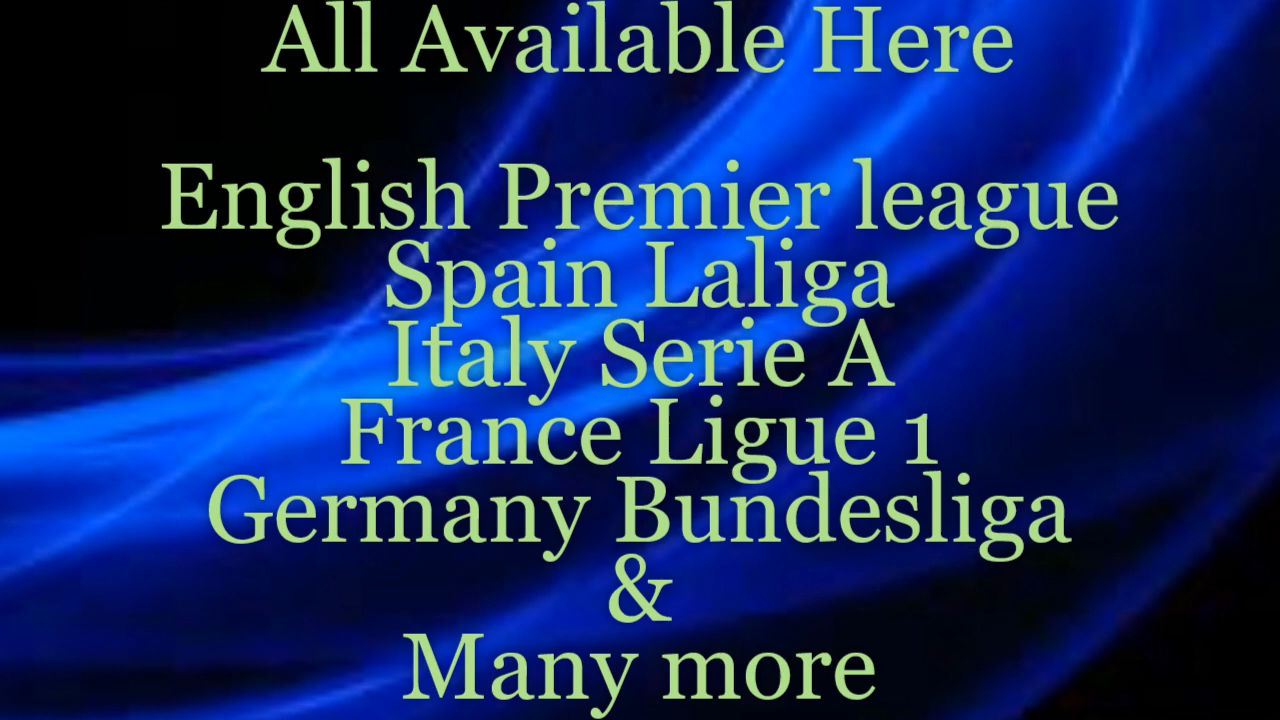 All Available Here
English Premier league
Spain Laliga
Italy Serie A
France Ligue 1
Germany Bundesliga
&
Many more